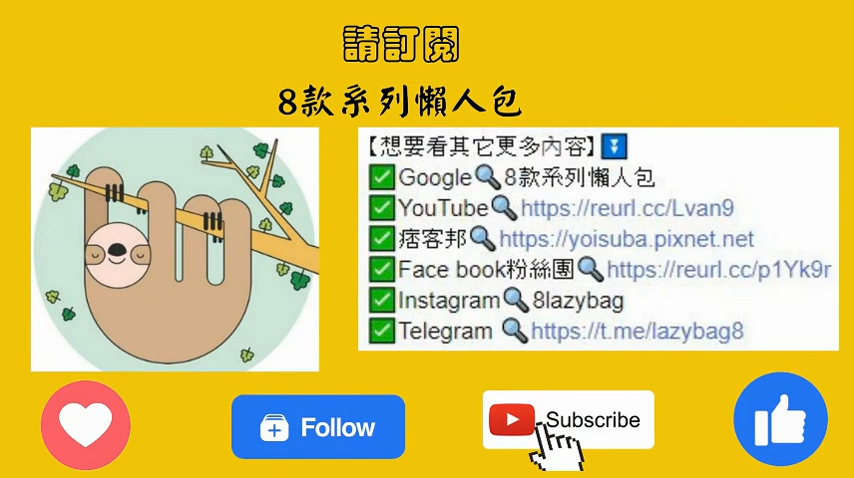 請訂閱
8款系列懶人包
【想要看其它更多內容】⏬
✅Google🔍8款系列懶人包
✅YouTube🔍https://reurl.cc/Lvan9
✅痞客邦🔍https://yoisuba.pixnet.net
✅Face book粉絲團🔍https://reurl.cc/p1Yk9r
✅Instagram🔍8lazybag
✅Telegram 🔍https://t.me/lazybag8
Follow
Subscribe